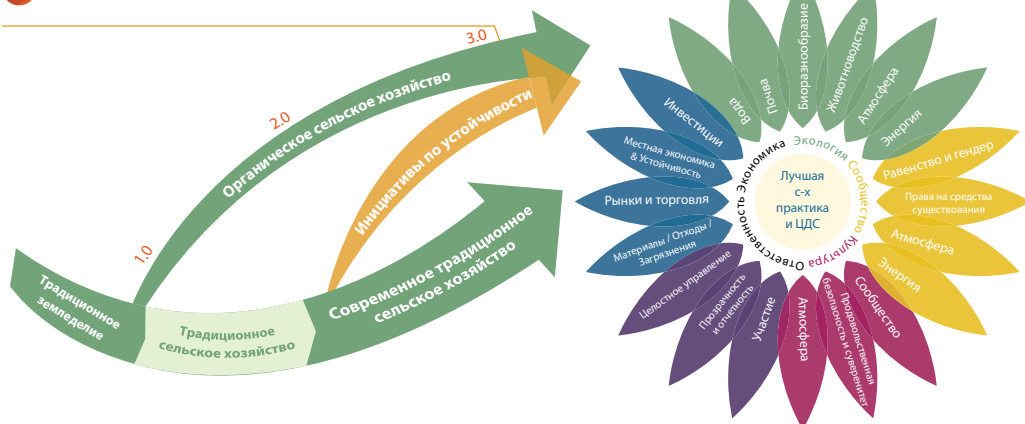 1.0
2.0
3.0
Традиционное
земледелие
Традиционное
сельское хозяйство
Современное традиционное
сельское хозяйство
Органическое сельское хозяйство
Инициативы по устойчивости
Лучшая
с-х
практика
и ЦДС
Экология
Сообщество
Культура
Ответственность
Экономика
Вода
Почва
Биоразнообразие
Животноводство
Атмосфера
Энергия
Равенство и гендер
Права на средства
существования
Атмосфера
Энергия
Сообщество
Продовольственная
безопасность и суверенитет
Атмосфера
Участие
Прозрачность
и отчетность
Целостное управление
Материалы / Отходы /
Загрязнения
Рынки и торговля
Местная экономика
& Устойчивость
Инвестиции